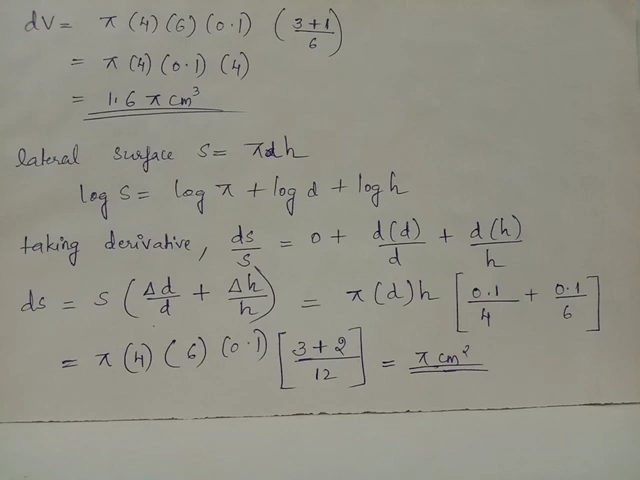 dV = π (4) (6) (0.1) (3+1/6)
= π (4) (0.1) (4)
= 1.6 π cm³
lateral surface S = πdh
log S = log π + log d + log h
taking derivative, ds/s = 0 + d(d)/d + d(h)/h
ds = S (Δd/d + Δh/h) = π (d) h [0.1/4 + 0.1/6]
= π (4) (6) (0.1) [3+2/12] = π cm²